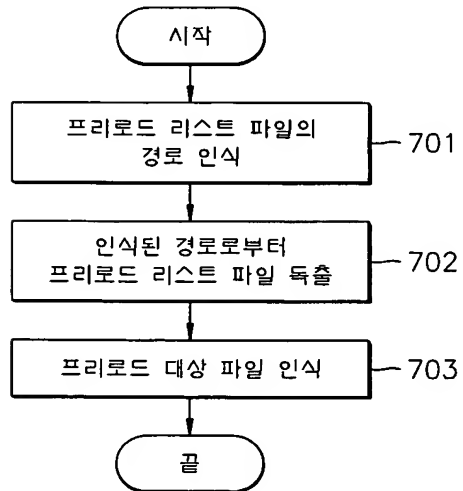 시작
프리로드 리스트 파일의
경로 인식
701
인식된 경로로부터
프리로드 리스트 파일 독출
702
프리로드 대상 파일 인식
703
끝